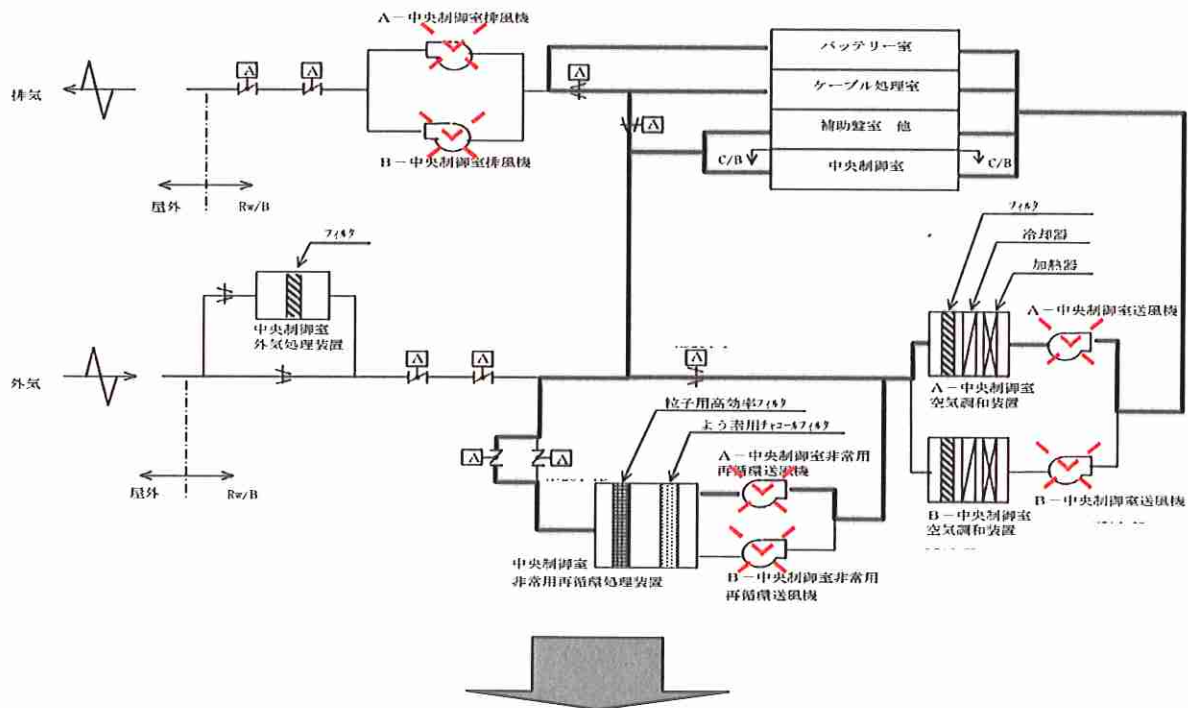 A－中央制御室排風機
A
A
排気
B－中央制御室排風機
屋外
Rw/B
A
A
バッテリー室
ケーブル処理室
補助盤室 他
中央制御室
C/B
C/B
フィルタ
中央制御室
外気処理装置
外気
屋外
Rw/B
A
A
A
フィルタ
冷却器
加熱器
A－中央制御室送風機
A－中央制御室
空気調和装置
B－中央制御室送風機
B－中央制御室
空気調和装置
粒子用高効率フィルタ
よう素用チャコールフィルタ
A
A
A－中央制御室非常用
再循環送風機
中央制御室
非常用再循環処理装置
B－中央制御室非常用
再循環送風機